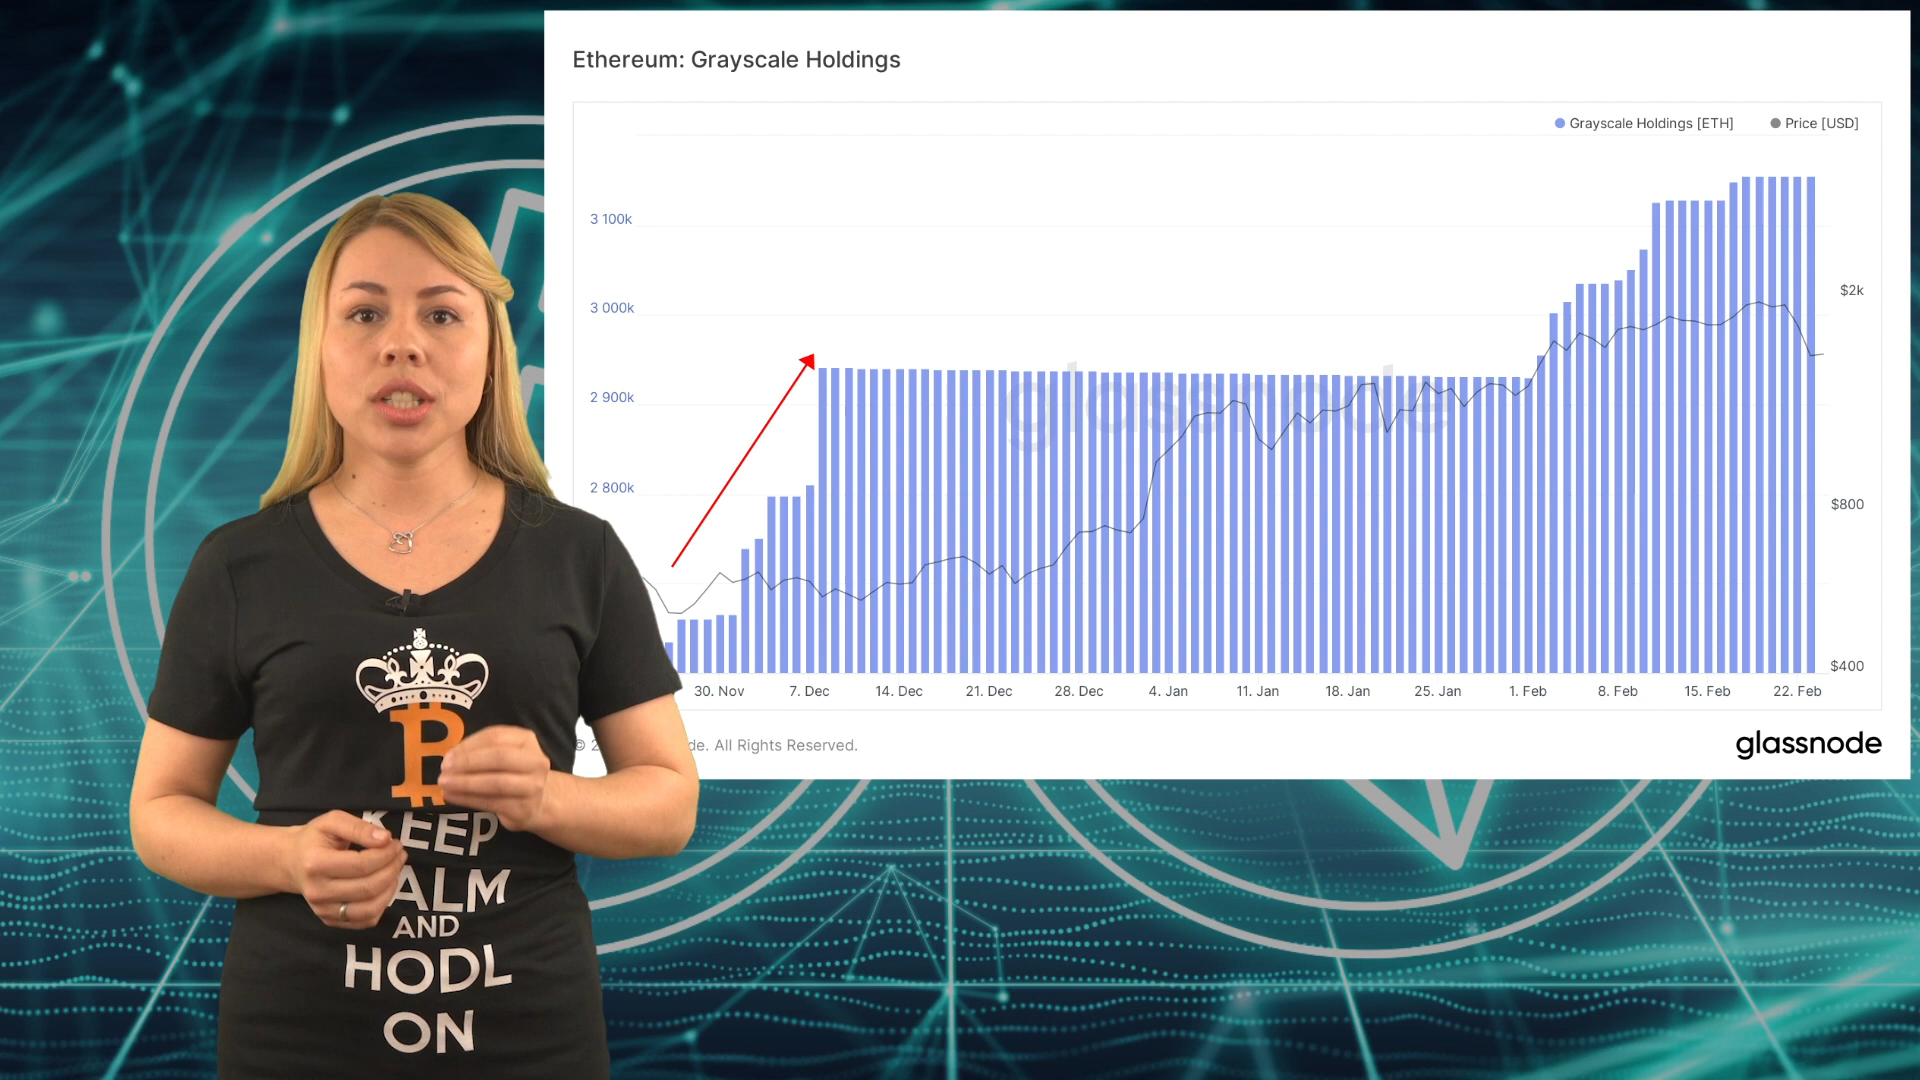 Ethereum: Grayscale Holdings
Grayscale Holdings [ETH]
Price [USD]
3 100k
3 000k
2 900k
2 800k
$2k
$800
$400
glassnode
30. Nov
7. Dec
14. Dec
21. Dec
28. Dec
4. Jan
11. Jan
18. Jan
25. Jan
1. Feb
8. Feb
15. Feb
22. Feb
All Rights Reserved.
glassnode
KEEP
AND
HODL
ON